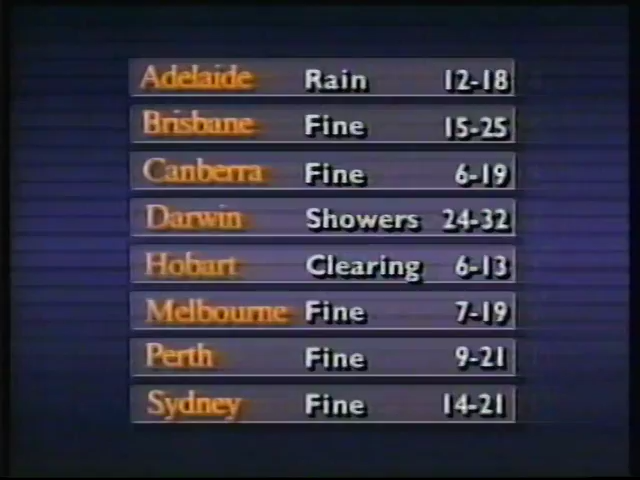 Adelaide Rain 12-18
Brisbane Fine 15-25
Canberra Fine 6-19
Darwin Showers 24-32
Hobart Clearing 6-13
Melbourne Fine 7-19
Perth Fine 9-21
Sydney Fine 14-21